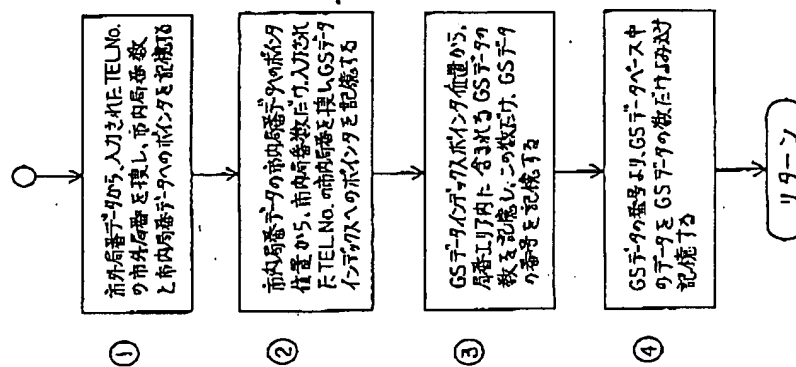 ①
市外局番データから、入力されたTEL.No.
の市外局番を捜し、市内局番数
と市内局番データへのポインタを記憶する
②
市内局番データの市内局番データへのポインタ
位置から、市内局番数だけ、入力され
たTEL.No.の市内局番を捜し、GSデータ
インデックスへのポインタを記憶する
③
GSデータインデックスポインタ位置から、
局番エリア内に含まれるGSデータの
数を記憶し、この数だけ、GSデータ
の番号を記憶する
④
GSデータの番号より、GSデータベース中
のデータをGSデータの数だけよみ込み
記憶する
リターン